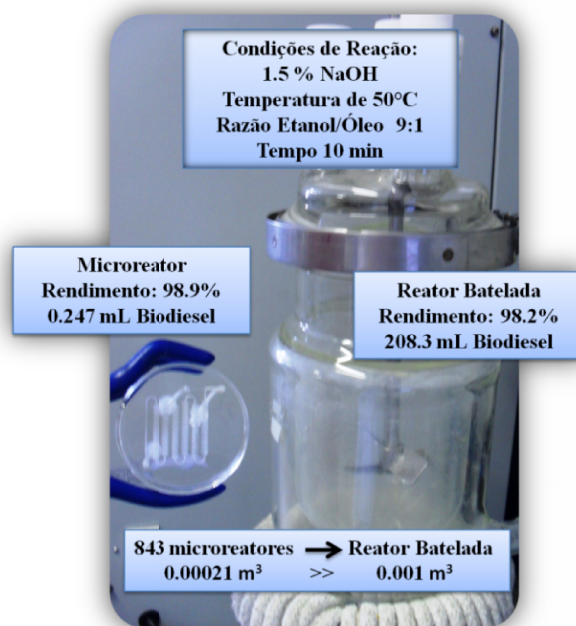 Condições de Reação:
1.5 % NaOH
Temperatura de 50°C
Razão Etanol/Óleo 9:1
Tempo 10 min
Microreator
Rendimento: 98.9%
0.247 mL Biodiesel
Reator Batelada
Rendimento: 98.2%
208.3 mL Biodiesel
843 microreatores → Reator Batelada
0.00021 m³ >> 0.001 m³